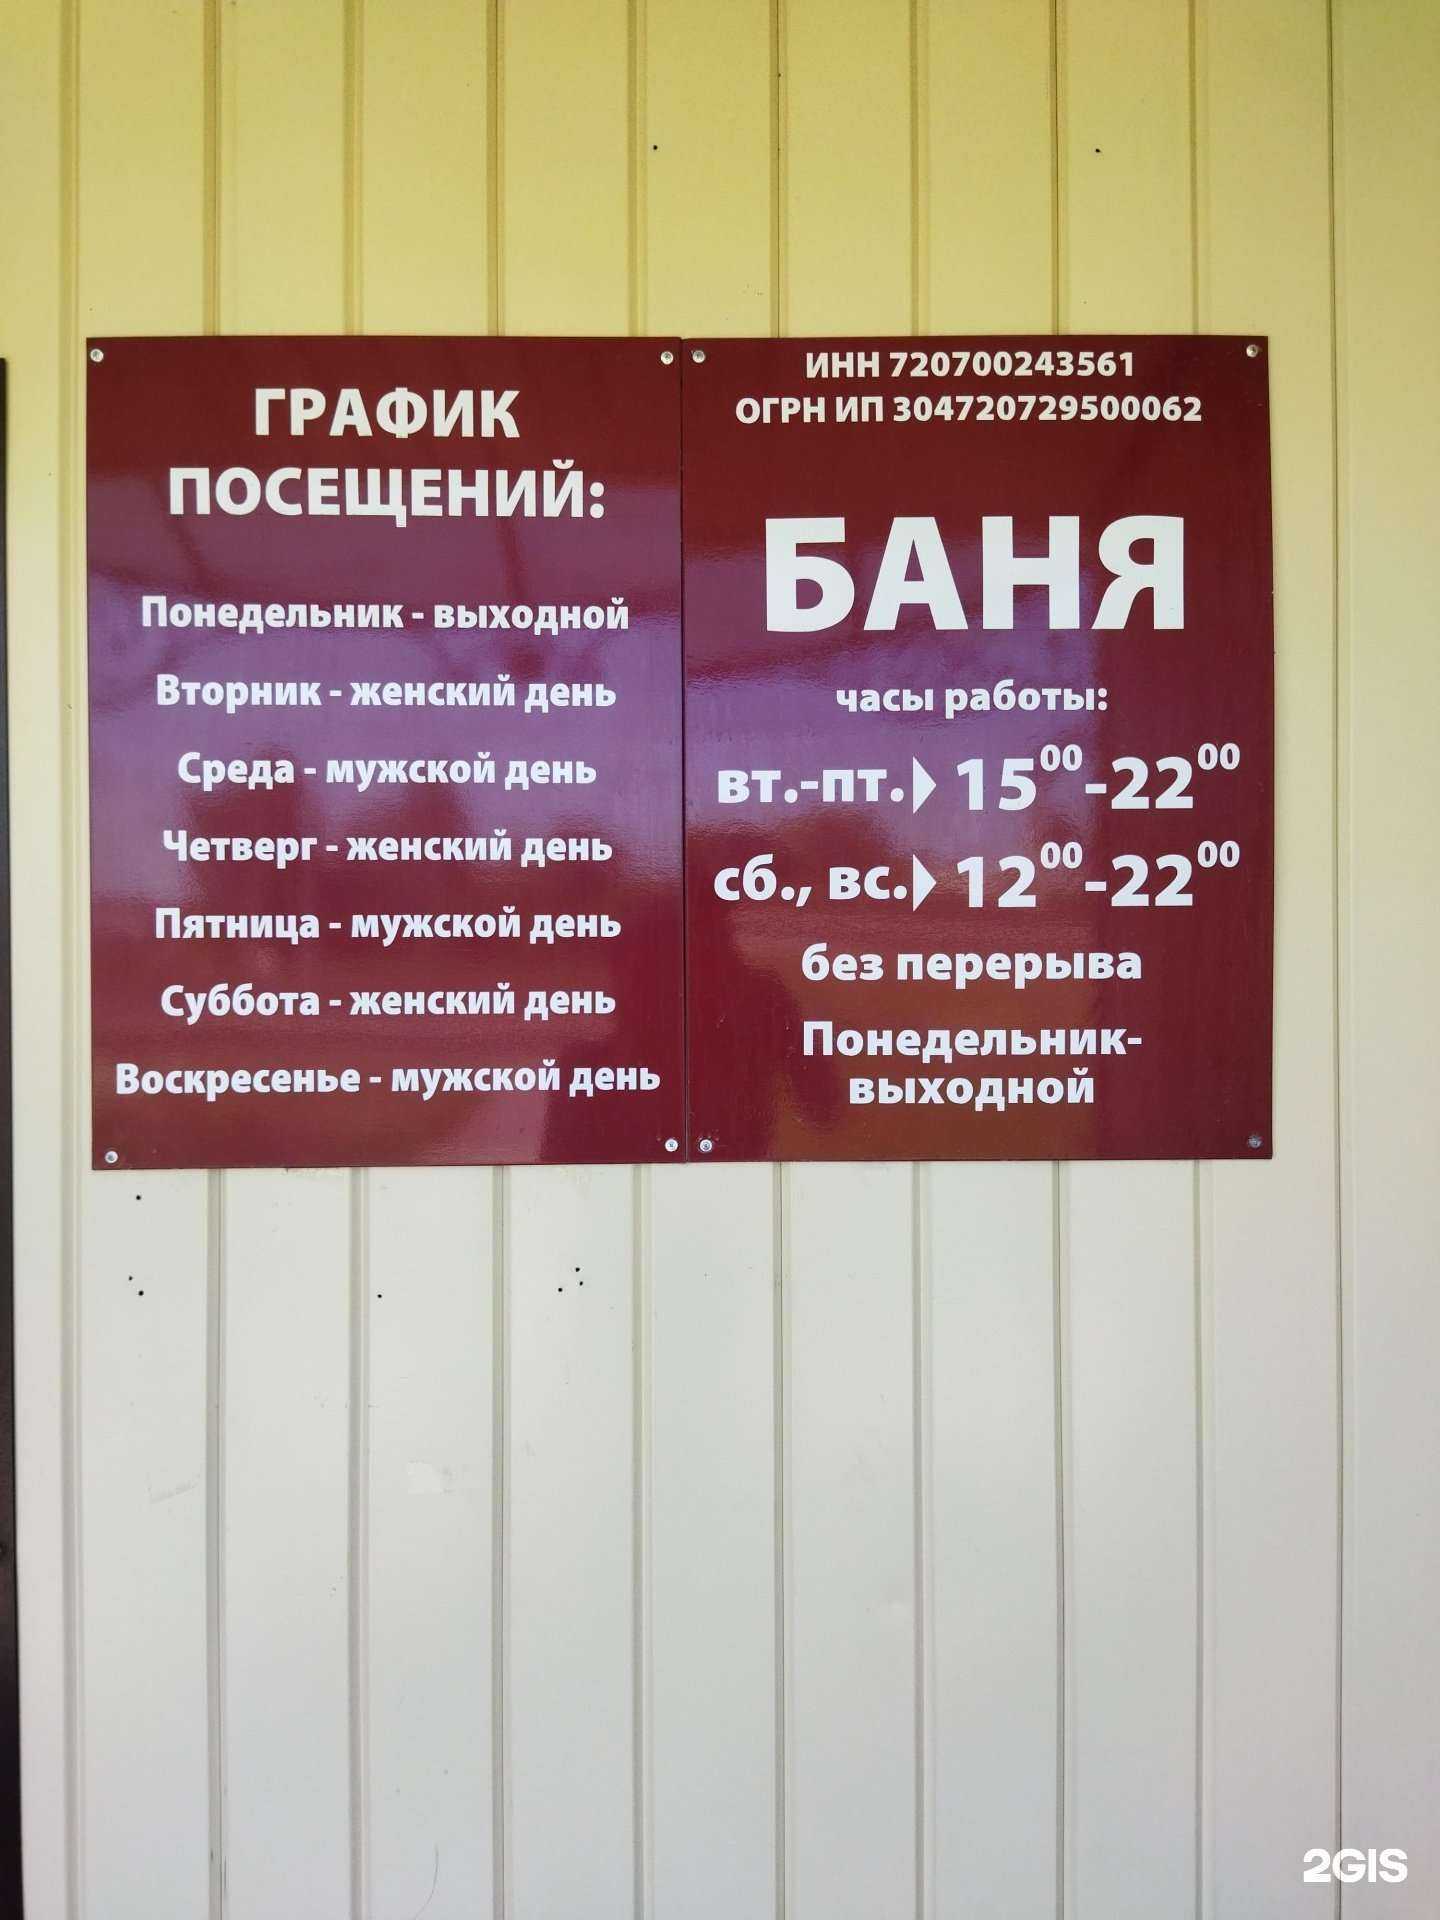 ГРАФИК
ПОСЕЩЕНИЙ:
Понедельник - выходной
Вторник - женский день
Среда - мужской день
Четверг - женский день
Пятница - мужской день
Суббота - женский день
Воскресенье - мужской день
ИНН 720700243561
ОГРН ИП 304720729500062
БАНЯ
часы работы:
вт.-пт. 15⁰⁰-22⁰⁰
сб., вс. 12⁰⁰-22⁰⁰
без перерыва
Понедельник-
выходной
2GIS